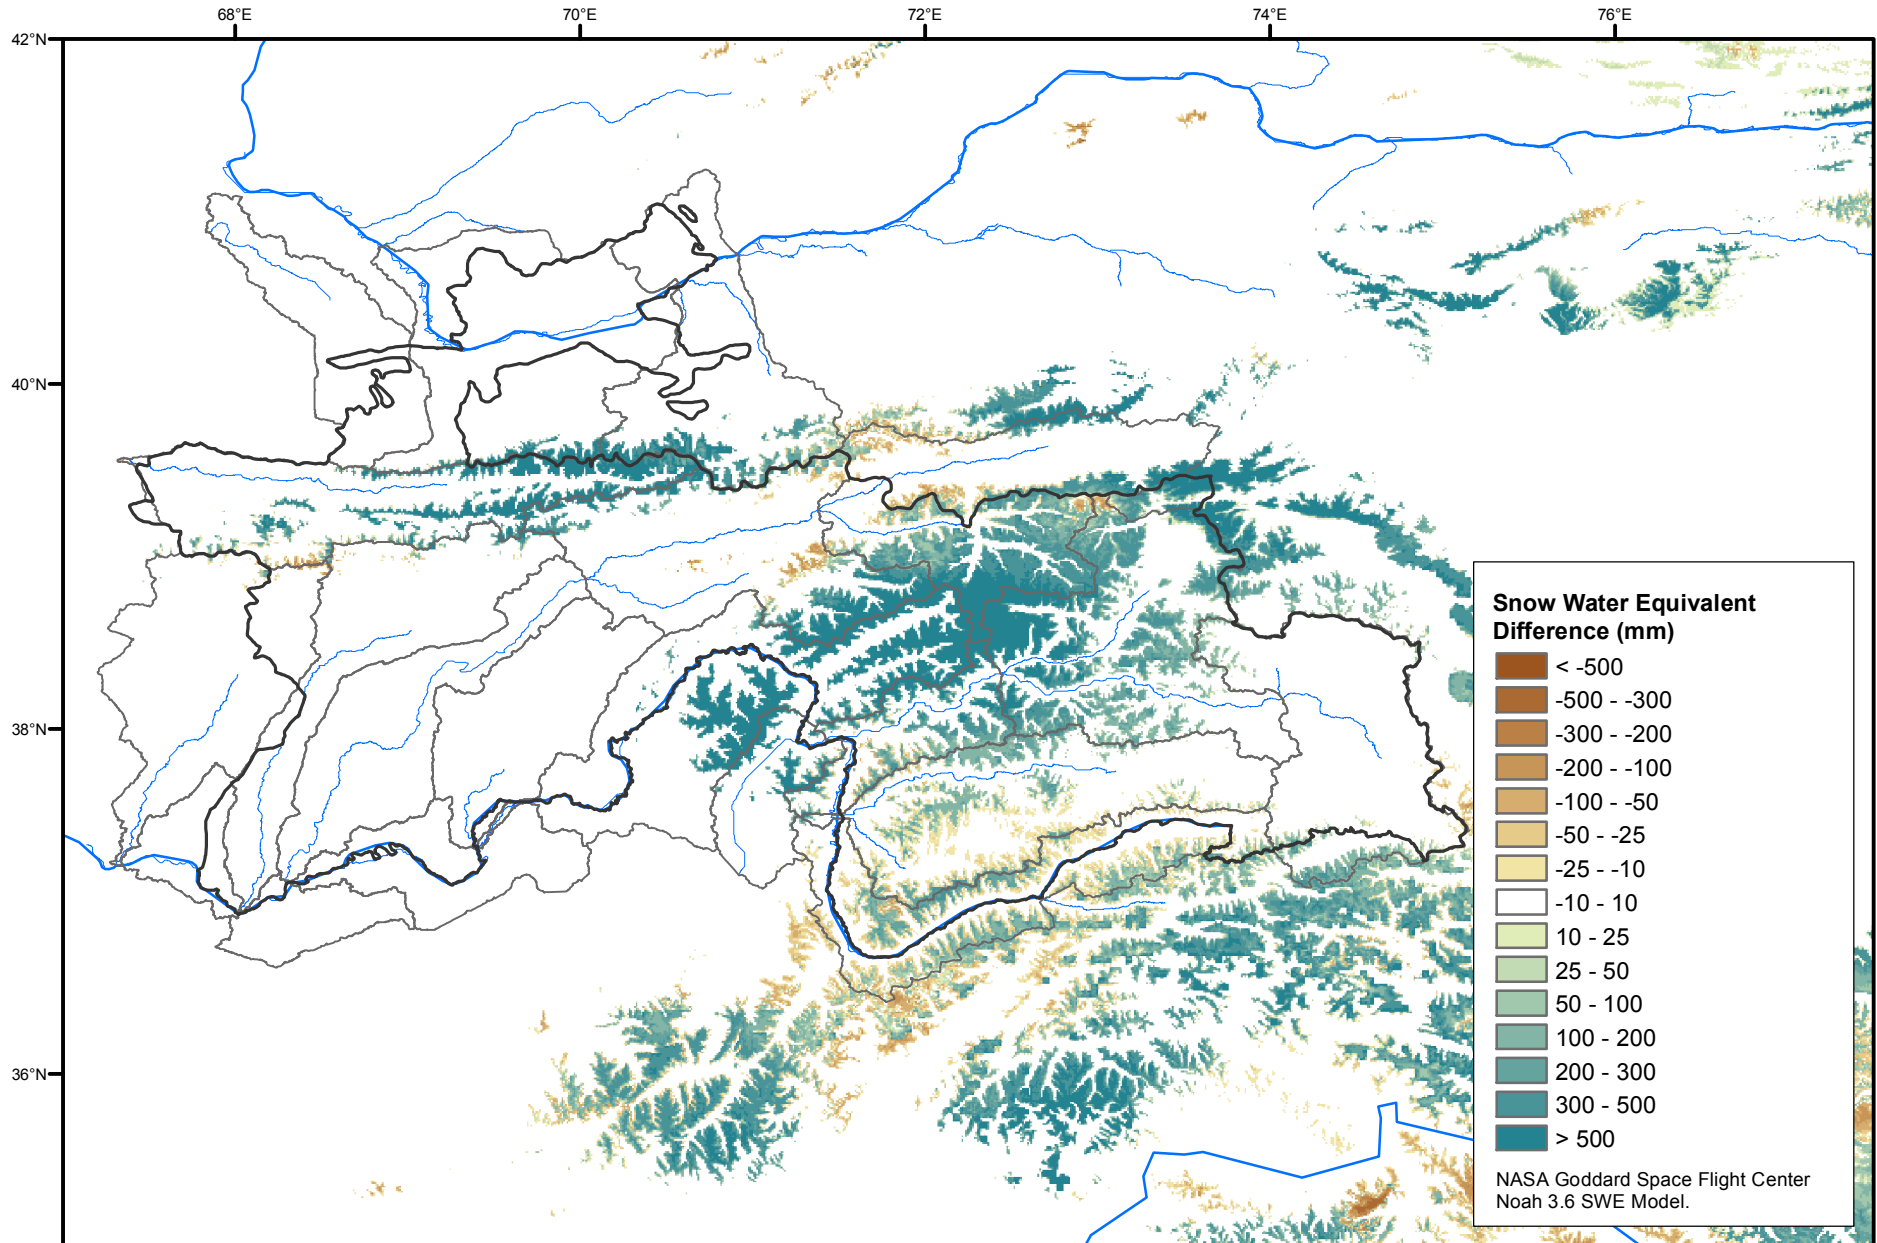 68°E 70°E 72°E 74°E 76°E
42°N
40°N
38°N
36°N
Snow Water Equivalent
Difference (mm)
< -500
-500 - -300
-300 - -200
-200 - -100
-100 - -50
-50 - -25
-25 - -10
-10 - 10
10 - 25
25 - 50
50 - 100
100 - 200
200 - 300
300 - 500
> 500
NASA Goddard Space Flight Center
Noah 3.6 SWE Model.